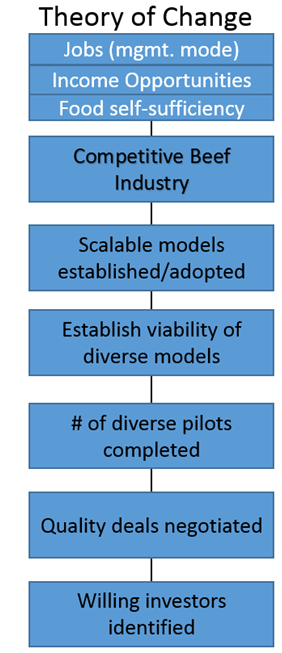 Theory of Change
Jobs (mgmt. mode)
Income Opportunities
Food self-sufficiency
Competitive Beef
Industry
Scalable models
established/adopted
Establish viability of
diverse models
# of diverse pilots
completed
Quality deals negotiated
Willing investors
identified